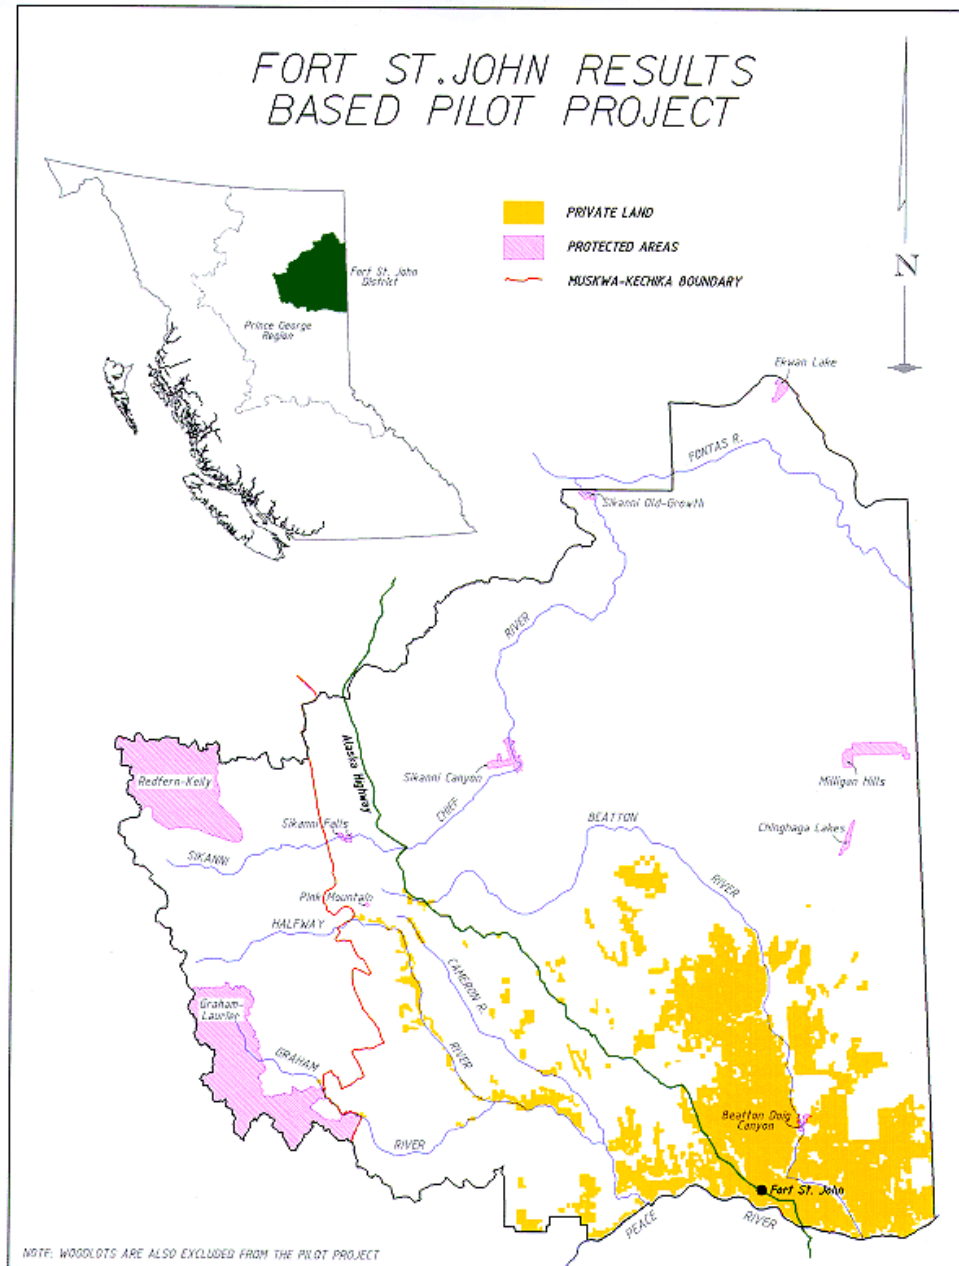 FORT ST.JOHN RESULTS
BASED PILOT PROJECT
PRIVATE LAND
PROTECTED AREAS
MUSKWA-KECHIKA BOUNDARY
N
Fort St. John
District
Prince George
Region
Ekwan Lake
FONTAS R.
Sikanni Old-Growth
RIVER
Alaska Highway
Redfern-Keily
Sikanni Canyon
Milligan Hills
CHIEF
Sikanni Falls
BEATTON
Chinghaga Lakes
SIKANNI
RIVER
Pink Mountain
HALFWAY
CAMERON R.
Graham-
Laurier
GRAHAM
RIVER
Beatton Doig
Canyon
RIVER
Fort St. John
PEACE
RIVER
NOTE: WOODLOTS ARE ALSO EXCLUDED FROM THE PILOT PROJECT